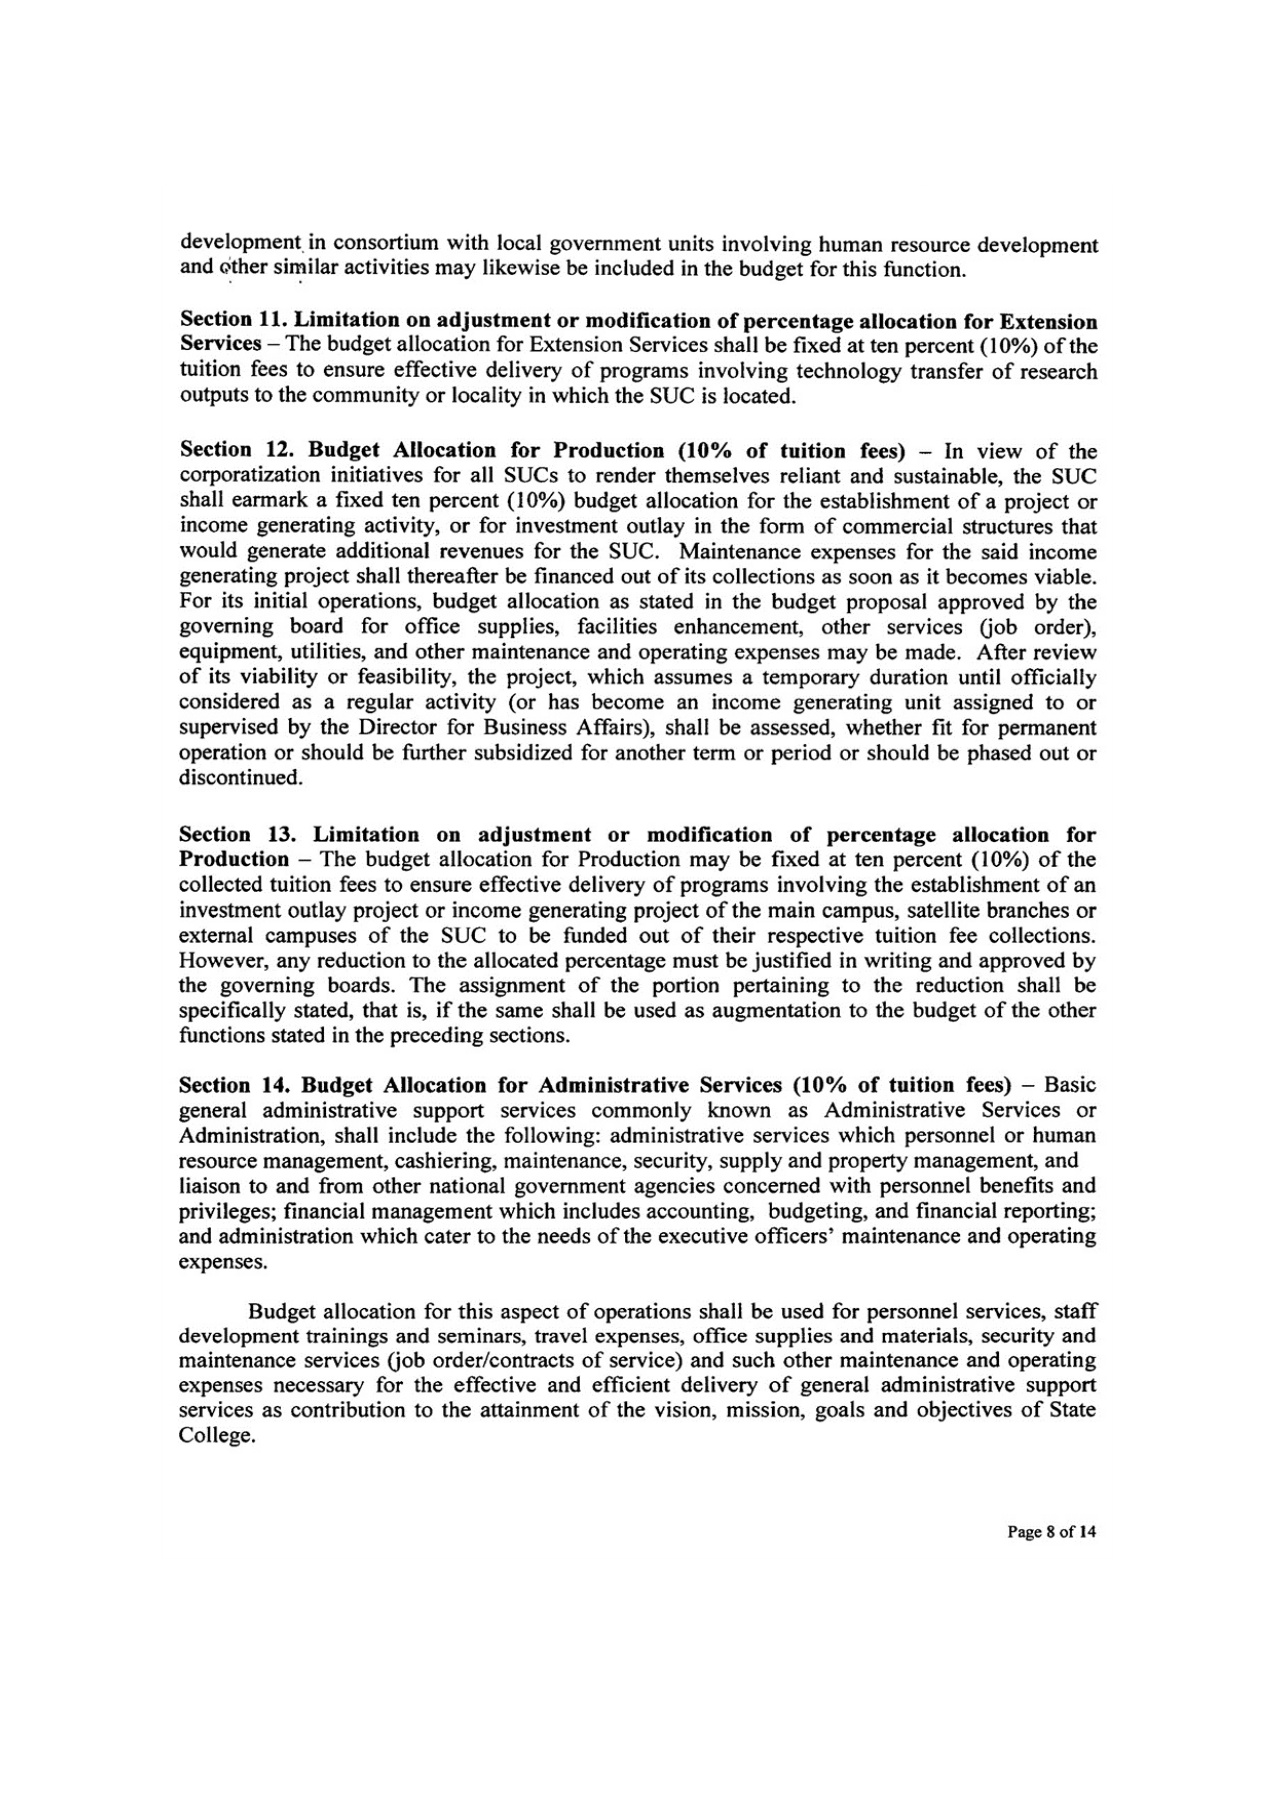 development in consortium with local government units involving human resource development
and other similar activities may likewise be included in the budget for this function.
Section 11. Limitation on adjustment or modification of percentage allocation for Extension
Services – The budget allocation for Extension Services shall be fixed at ten percent (10%) of the
tuition fees to ensure effective delivery of programs involving technology transfer of research
outputs to the community or locality in which the SUC is located.
Section 12. Budget Allocation for Production (10% of tuition fees) – In view of the
corporatization initiatives for all SUCs to render themselves reliant and sustainable, the SUC
shall earmark a fixed ten percent (10%) budget allocation for the establishment of a project or
income generating activity, or for investment outlay in the form of commercial structures that
would generate additional revenues for the SUC. Maintenance expenses for the said income
generating project shall thereafter be financed out of its collections as soon as it becomes viable.
For its initial operations, budget allocation as stated in the budget proposal approved by the
governing board for office supplies, facilities enhancement, other services (job order),
equipment, utilities, and other maintenance and operating expenses may be made. After review
of its viability or feasibility, the project, which assumes a temporary duration until officially
considered as a regular activity (or has become an income generating unit assigned to or
supervised by the Director for Business Affairs), shall be assessed, whether fit for permanent
operation or should be further subsidized for another term or period or should be phased out or
discontinued.
Section 13. Limitation on adjustment or modification of percentage allocation for
Production – The budget allocation for Production may be fixed at ten percent (10%) of the
collected tuition fees to ensure effective delivery of programs involving the establishment of an
investment outlay project or income generating project of the main campus, satellite branches or
external campuses of the SUC to be funded out of their respective tuition fee collections.
However, any reduction to the allocated percentage must be justified in writing and approved by
the governing boards. The assignment of the portion pertaining to the reduction shall be
specifically stated, that is, if the same shall be used as augmentation to the budget of the other
functions stated in the preceding sections.
Section 14. Budget Allocation for Administrative Services (10% of tuition fees) – Basic
general administrative support services commonly known as Administrative Services or
Administration, shall include the following: administrative services which personnel or human
resource management, cashiering, maintenance, security, supply and property management, and
liaison to and from other national government agencies concerned with personnel benefits and
privileges; financial management which includes accounting, budgeting, and financial reporting;
and administration which cater to the needs of the executive officers' maintenance and operating
expenses.
Budget allocation for this aspect of operations shall be used for personnel services, staff
development trainings and seminars, travel expenses, office supplies and materials, security and
maintenance services (job order/contracts of service) and such other maintenance and operating
expenses necessary for the effective and efficient delivery of general administrative support
services as contribution to the attainment of the vision, mission, goals and objectives of State
College.
Page 8 of 14